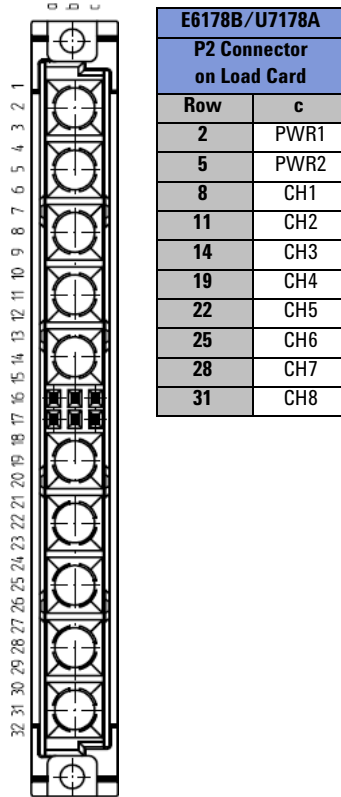 a b c
1
2
3
4
5
6
7
8
9
10
11
12
13
14
15
16
17
18
19
20
21
22
23
24
25
26
27
28
29
30
31
32
E6178B/U7178A
P2 Connector
on Load Card
Row c
2 PWR1
5 PWR2
8 CH1
11 CH2
14 CH3
19 CH4
22 CH5
25 CH6
28 CH7
31 CH8